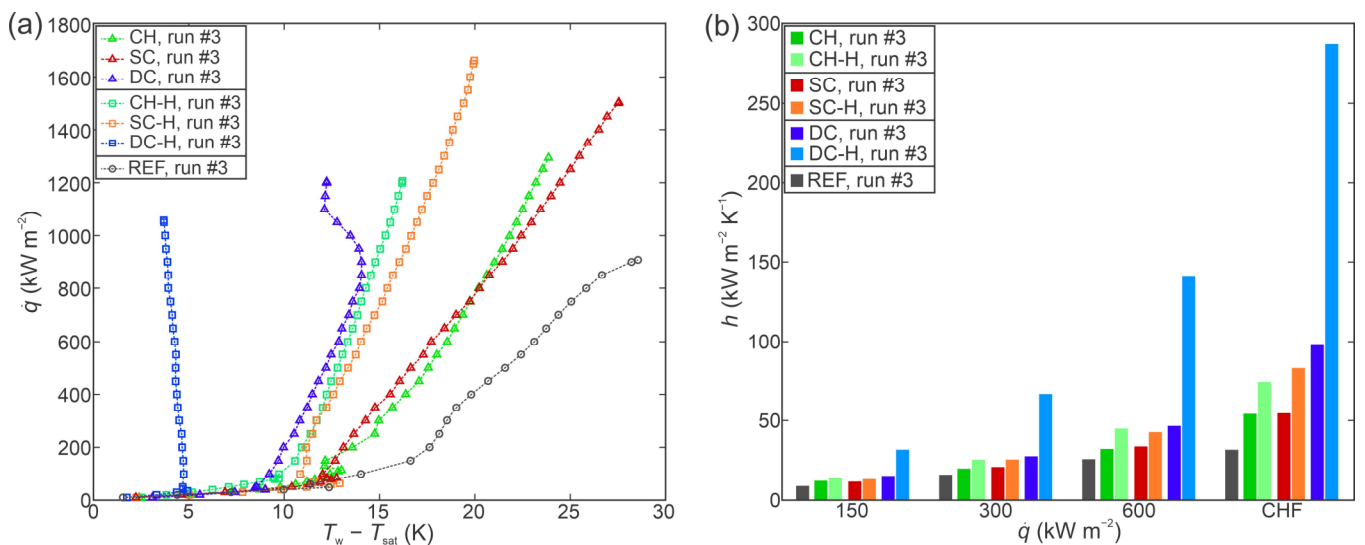 (a)
1800
1600
1400
1200
1000
800
600
400
200
0
q̇ (kW m⁻²)
CH, run #3
SC, run #3
DC, run #3
CH-H, run #3
SC-H, run #3
DC-H, run #3
REF, run #3
0 5 10 15 20 25 30
T_w − T_sat (K)
(b)
300
250
200
150
100
50
0
h (kW m⁻² K⁻¹)
CH, run #3
CH-H, run #3
SC, run #3
SC-H, run #3
DC, run #3
DC-H, run #3
REF, run #3
150 300 600 CHF
q̇ (kW m⁻²)